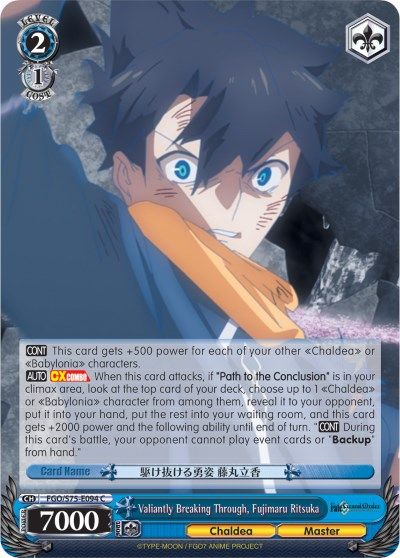 LEVEL
2
1
COST
CONT This card gets +500 power for each of your other «Chaldea» or
«Babylonia» characters.
AUTO CXCOMBO When this card attacks, if "Path to the Conclusion" is in your
climax area, look at the top card of your deck, choose up to 1 «Chaldea»
or «Babylonia» character from among them, reveal it to your opponent,
put it into your hand, put the rest into your waiting room, and this card
gets +2000 power and the following ability until end of turn. "CONT During
this card's battle, your opponent cannot play event cards or "Backup"
from hand."
Card Name
駆け抜ける勇姿 藤丸立香
CH FGO/S75-E094 C
Valiantly Breaking Through, Fujimaru Ritsuka
7000
Chaldea
Master
©TYPE-MOON / FGO7 ANIME PROJECT